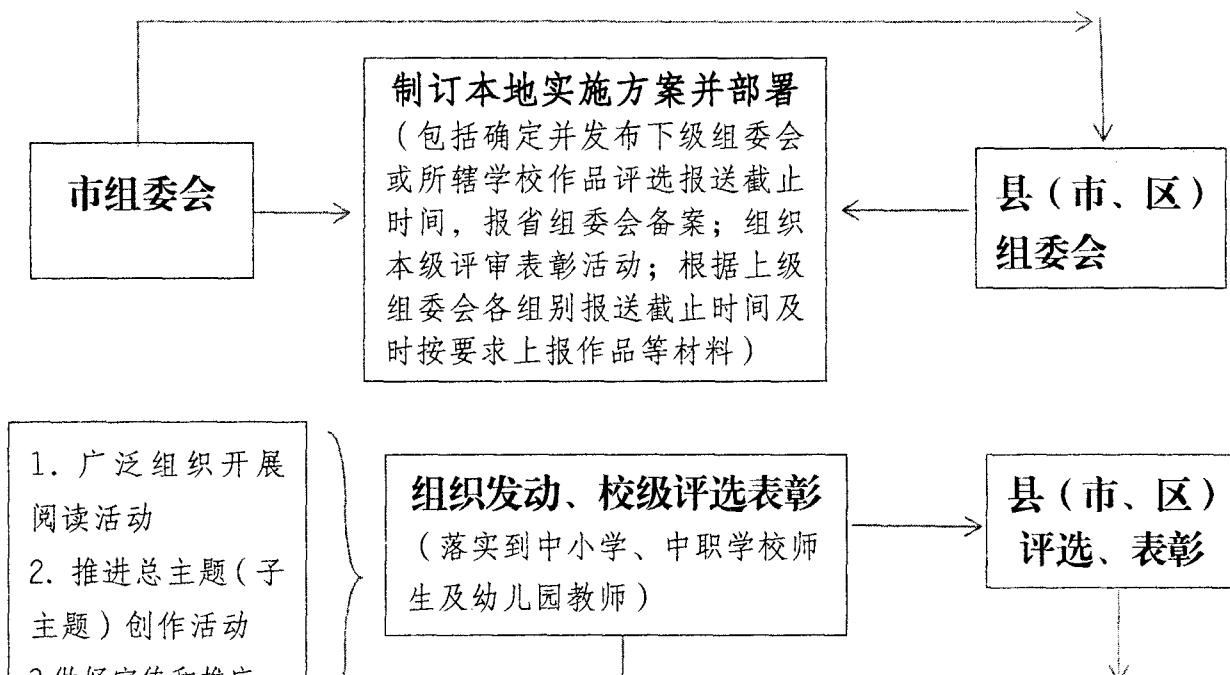 制订本地实施方案并部署
（包括确定并发布下级组委会
或所辖学校作品评选报送截止
时间，报省组委会备案；组织
本级评审表彰活动；根据上级
组委会各组别报送截止时间及
时按要求上报作品等材料）
市组委会
县（市、区）
组委会
1. 广泛组织开展
阅读活动
2. 推进总主题（子
主题）创作活动
组织发动、校级评选表彰
（落实到中小学、中职学校师
生及幼儿园教师）
县（市、区）
评选、表彰